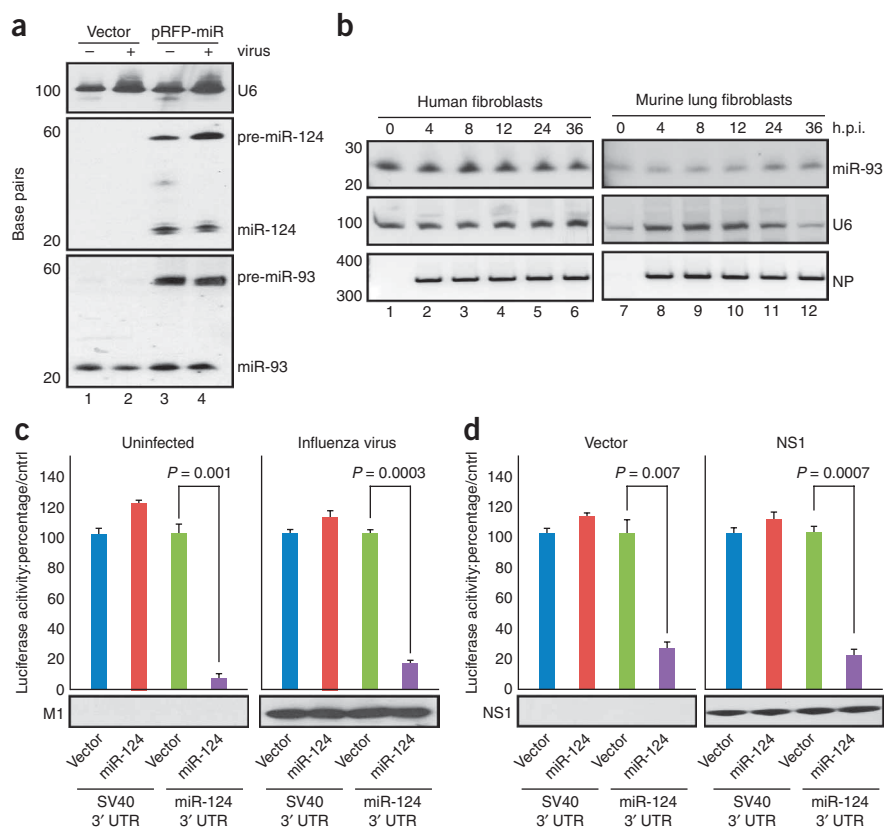 a
Vector pRFP-miR
– + – + virus
100 U6
60 pre-miR-124
Base pairs
miR-124
20
60 pre-miR-93
miR-93
20
1 2 3 4
b
Human fibroblasts Murine lung fibroblasts
0 4 8 12 24 36 0 4 8 12 24 36 h.p.i.
30
miR-93
20
100 U6
400
NP
300
1 2 3 4 5 6 7 8 9 10 11 12
c
Uninfected Influenza virus
Luciferase acitivity:percentage/cntrl
140
120
100
80
60
40
20
0
P = 0.001 P = 0.0003
M1
Vector miR-124 Vector miR-124 Vector miR-124 Vector miR-124
SV40 3′ UTR miR-124 3′ UTR SV40 3′ UTR miR-124 3′ UTR
d
Vector NS1
Luciferase acitivity:percentage/cntrl
140
120
100
80
60
40
20
0
P = 0.007 P = 0.0007
NS1
Vector miR-124 Vector miR-124 Vector miR-124 Vector miR-124
SV40 3′ UTR miR-124 3′ UTR SV40 3′ UTR miR-124 3′ UTR